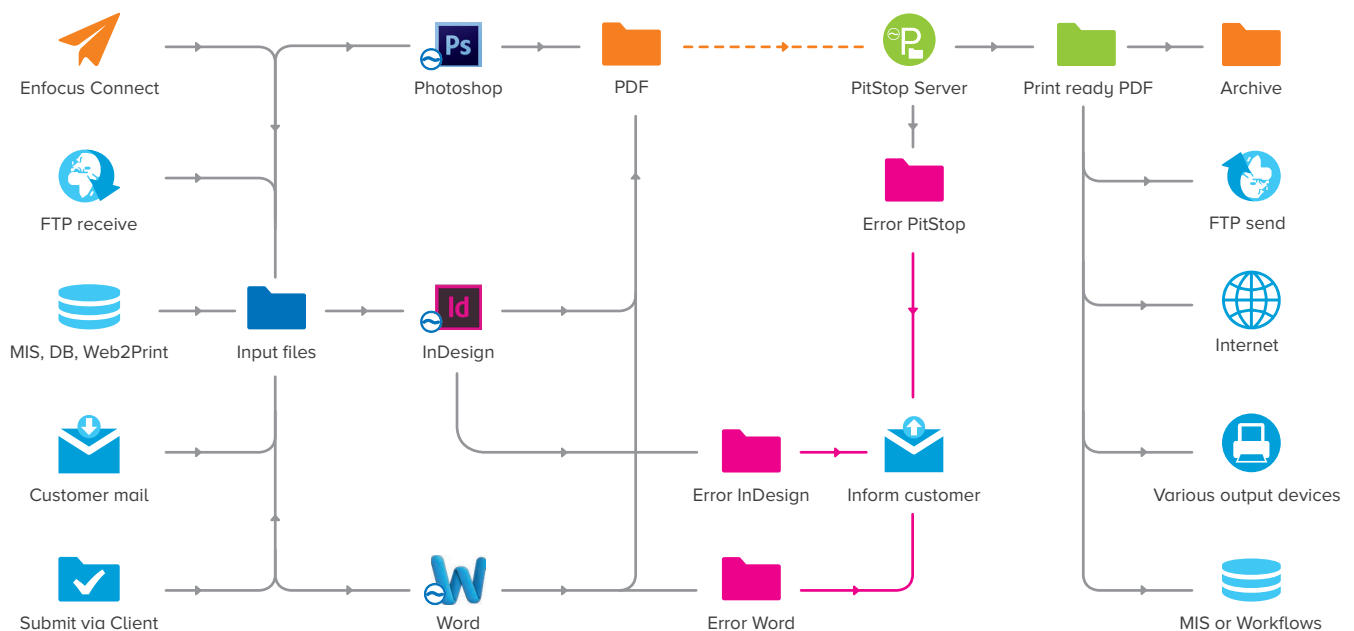 Ps
P
Enfocus Connect
Photoshop
PDF
PitStop Server
Print ready PDF
Archive
FTP receive
Error PitStop
FTP send
Id
MIS, DB, Web2Print
Input files
InDesign
Internet
Customer mail
Error InDesign
Inform customer
Various output devices
W
Submit via Client
Word
Error Word
MIS or Workflows